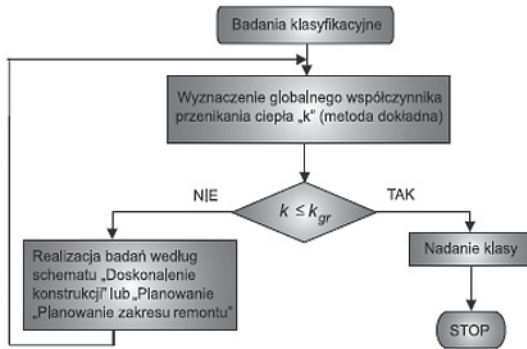 Badania klasyfikacyjne
Wyznaczenie globalnego współczynnika
przenikania ciepła „k” (metoda dokładna)
NIE
TAK
k ≤ kgr
Realizacja badań według
schematu „Doskonalenie
konstrukcji” lub „Planowanie
„Planowanie zakresu remontu”
Nadanie klasy
STOP